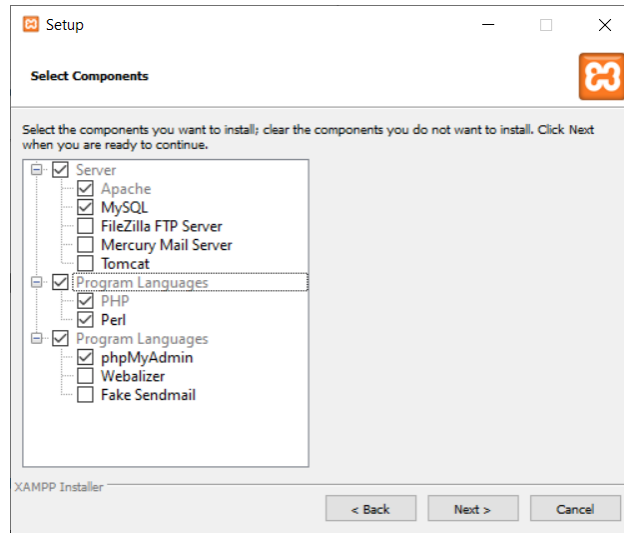 Setup
Select Components
Select the components you want to install; clear the components you do not want to install. Click Next
when you are ready to continue.
Server
Apache
MySQL
FileZilla FTP Server
Mercury Mail Server
Tomcat
Program Languages
PHP
Perl
Program Languages
phpMyAdmin
Webalizer
Fake Sendmail
XAMPP Installer
< Back Next > Cancel